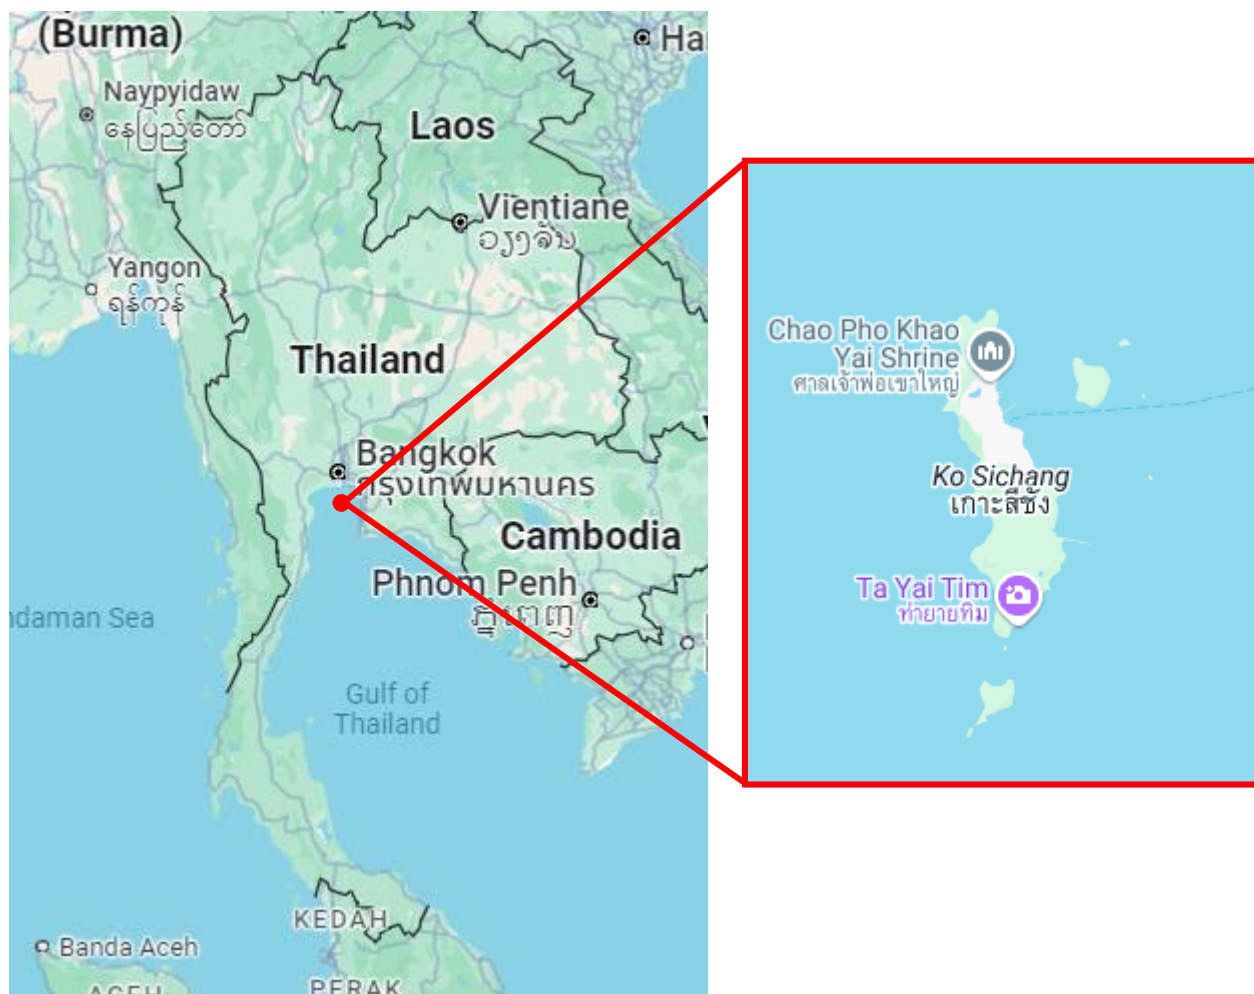 (Burma)
Ha
Naypyidaw
နေပြည်တော်
Laos
Vientiane
ວຽງຈັນ
Yangon
ရန်ကုန်
Thailand
Bangkok
กรุงเทพมหานคร
Cambodia
Phnom Penh
ភ្នំពេញ
ndaman Sea
Gulf of
Thailand
KEDAH
Banda Aceh
ACEH
PERAK
Chao Pho Khao
Yai Shrine
ศาลเจ้าพ่อเขาใหญ่
Ko Sichang
เกาะสีชัง
Ta Yai Tim
ท่ายายทิม